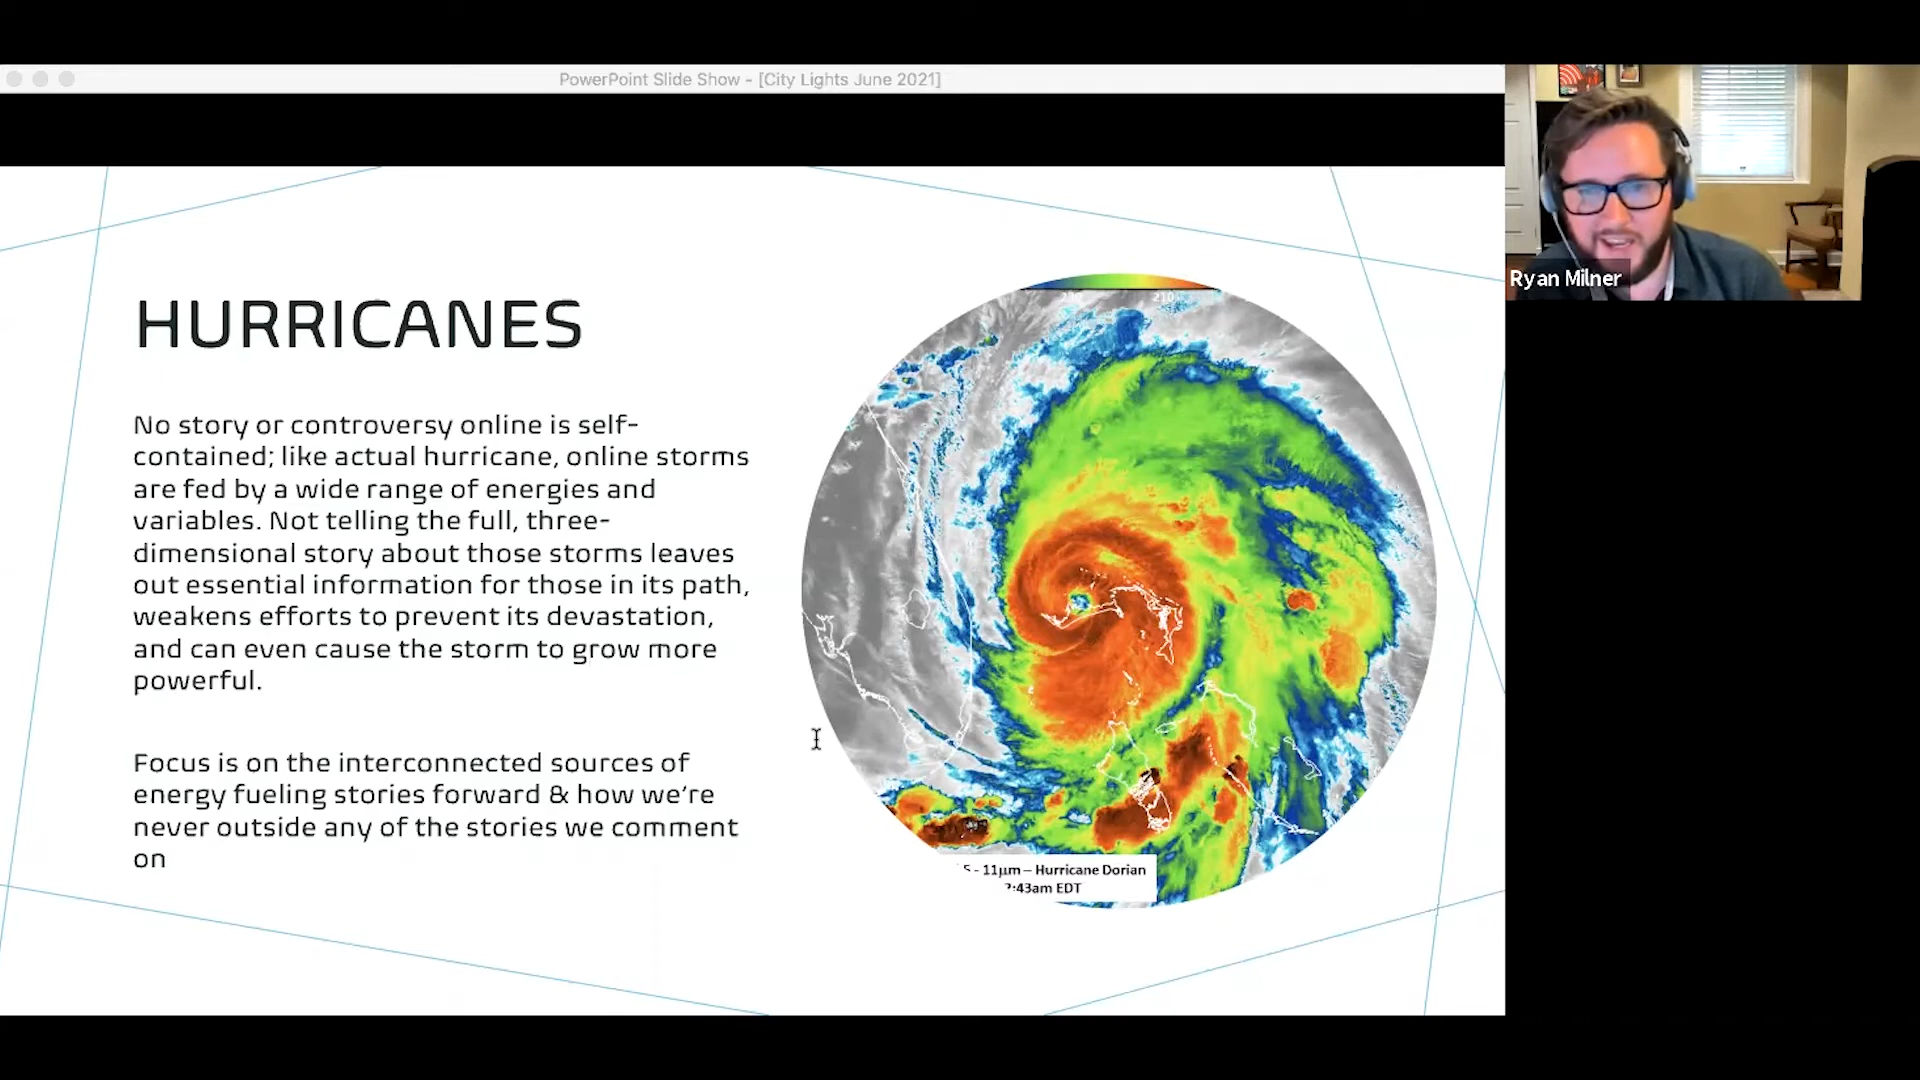 PowerPoint Slide Show - [City Lights June 2021]
Ryan Milner
HURRICANES
No story or controversy online is self-
contained; like actual hurricane, online storms
are fed by a wide range of energies and
variables. Not telling the full, three-
dimensional story about those storms leaves
out essential information for those in its path,
weakens efforts to prevent its devastation,
and can even cause the storm to grow more
powerful.
Focus is on the interconnected sources of
energy fueling stories forward & how we're
never outside any of the stories we comment
on
230 210
- 11µm – Hurricane Dorian
:43am EDT